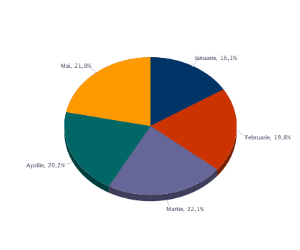 Ianuarie, 16,1%
Mai, 21,8%
Februarie, 19,8%
Aprilie, 20,2%
Martie, 22,1%